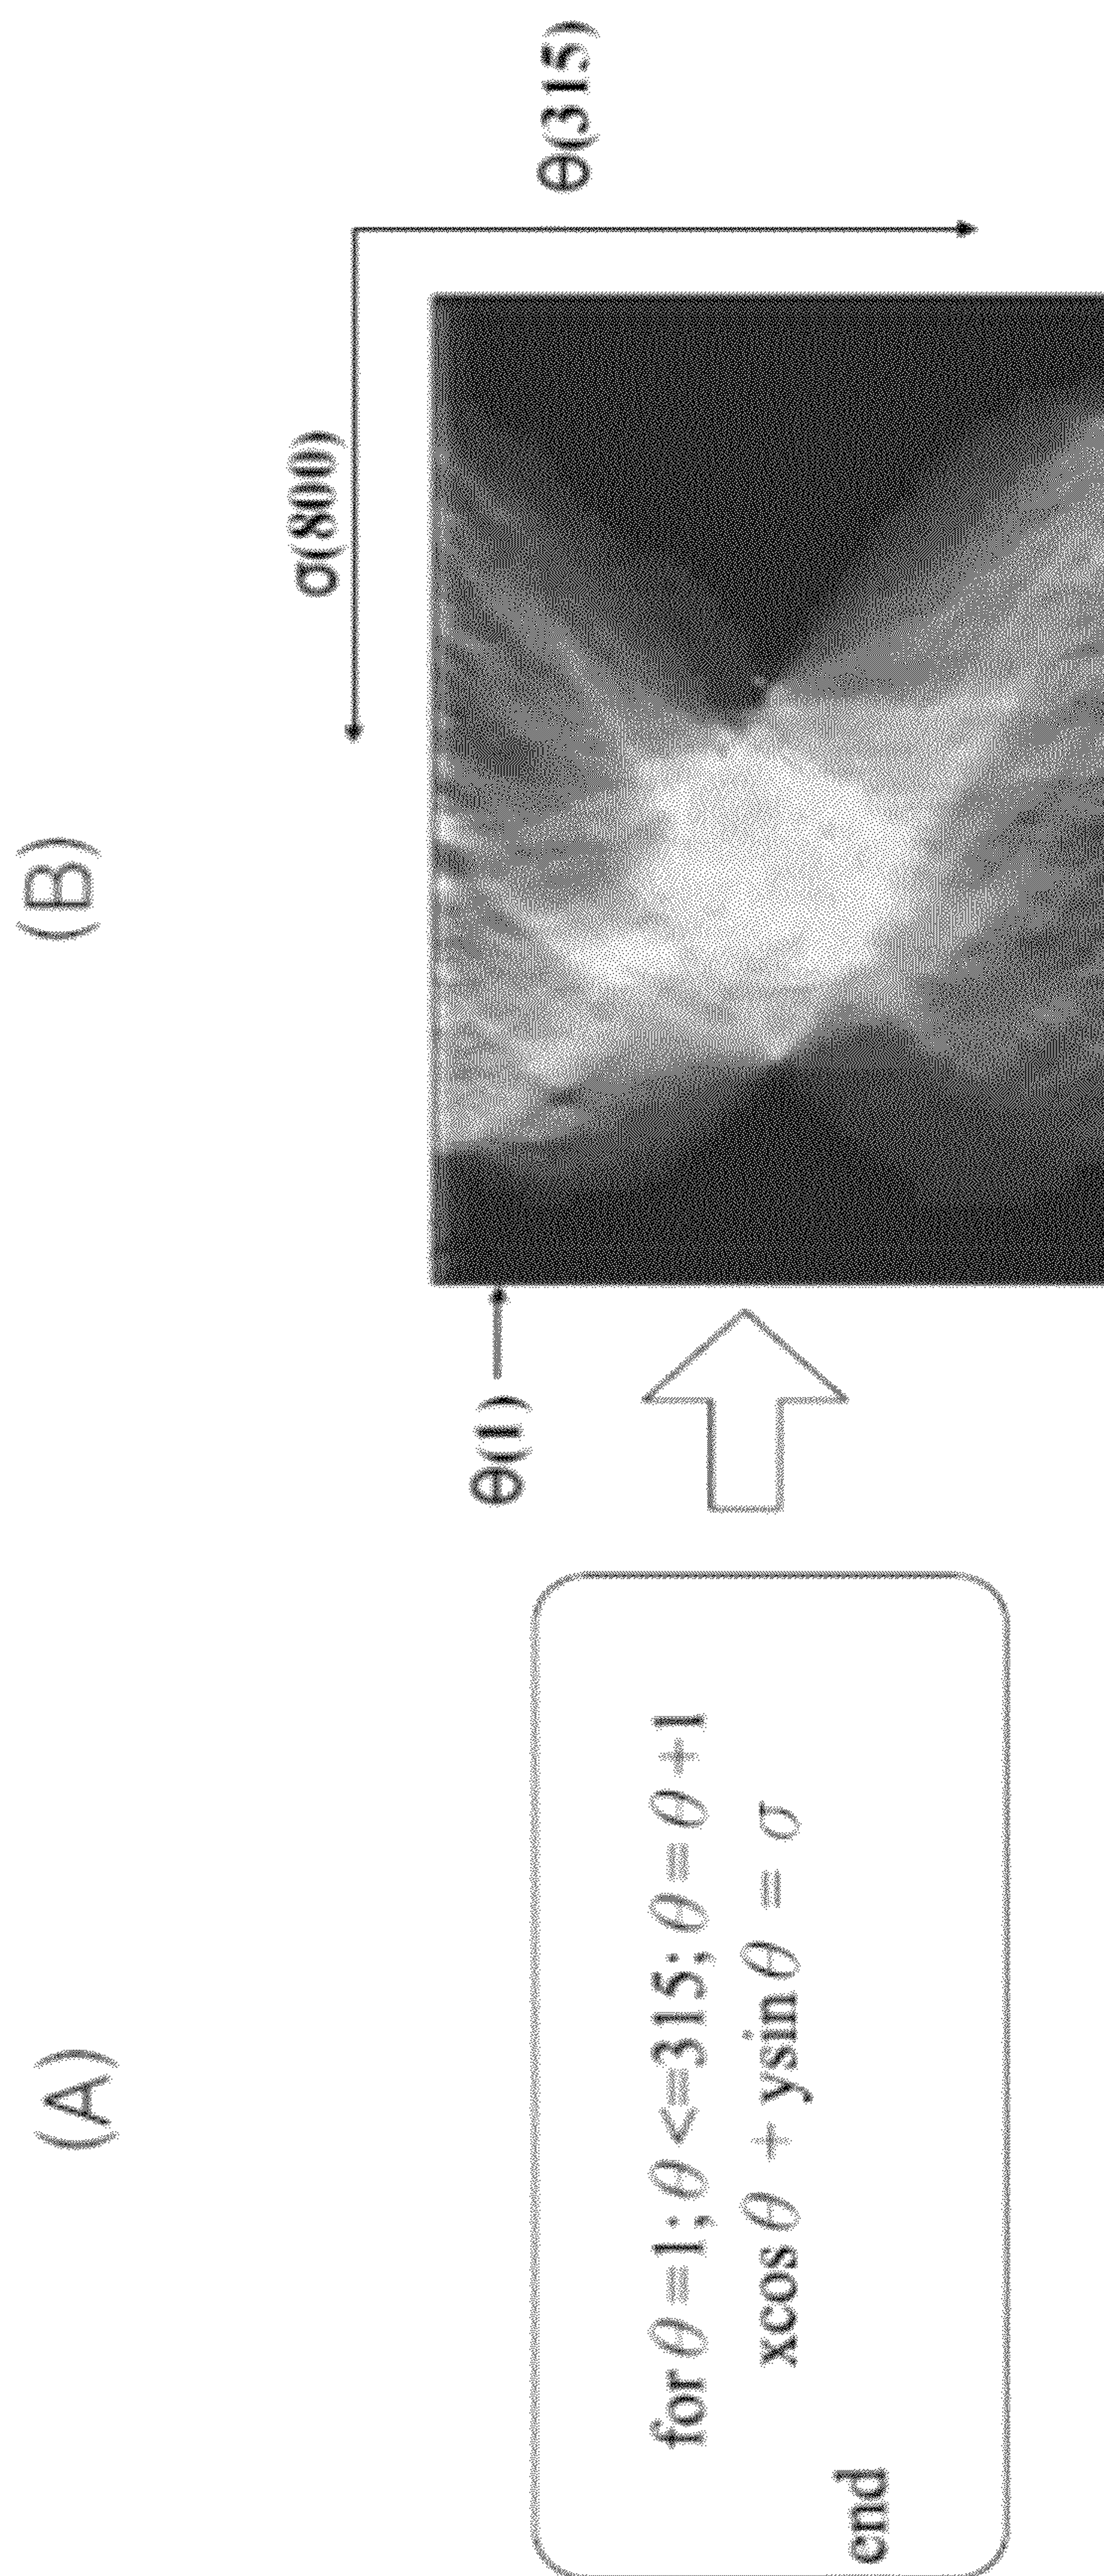 (A)
for θ =1; θ <=315; θ = θ +1
xcos θ + ysin θ = σ
end
(B)
θ(1)
σ(800)
θ(315)